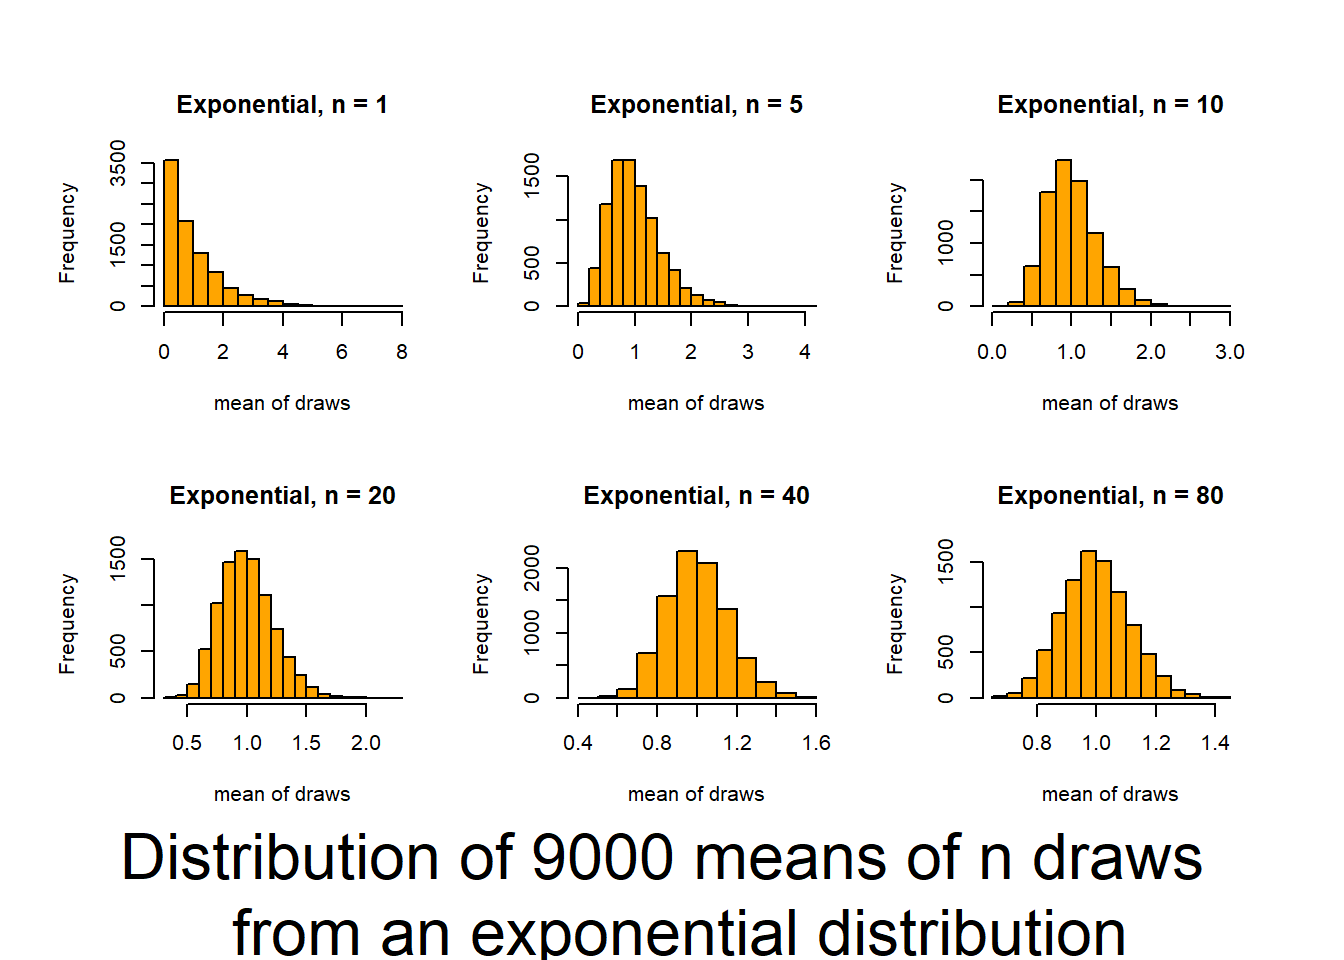 Exponential, n = 1
Frequency
0 1500 3500
0 2 4 6 8
mean of draws
Exponential, n = 5
Frequency
0 500 1500
0 1 2 3 4
mean of draws
Exponential, n = 10
Frequency
0 1000
0.0 1.0 2.0 3.0
mean of draws
Exponential, n = 20
Frequency
0 500 1500
0.5 1.0 1.5 2.0
mean of draws
Exponential, n = 40
Frequency
0 1000 2000
0.4 0.8 1.2 1.6
mean of draws
Exponential, n = 80
Frequency
0 500 1500
0.8 1.0 1.2 1.4
mean of draws
Distribution of 9000 means of n draws
from an exponential distribution